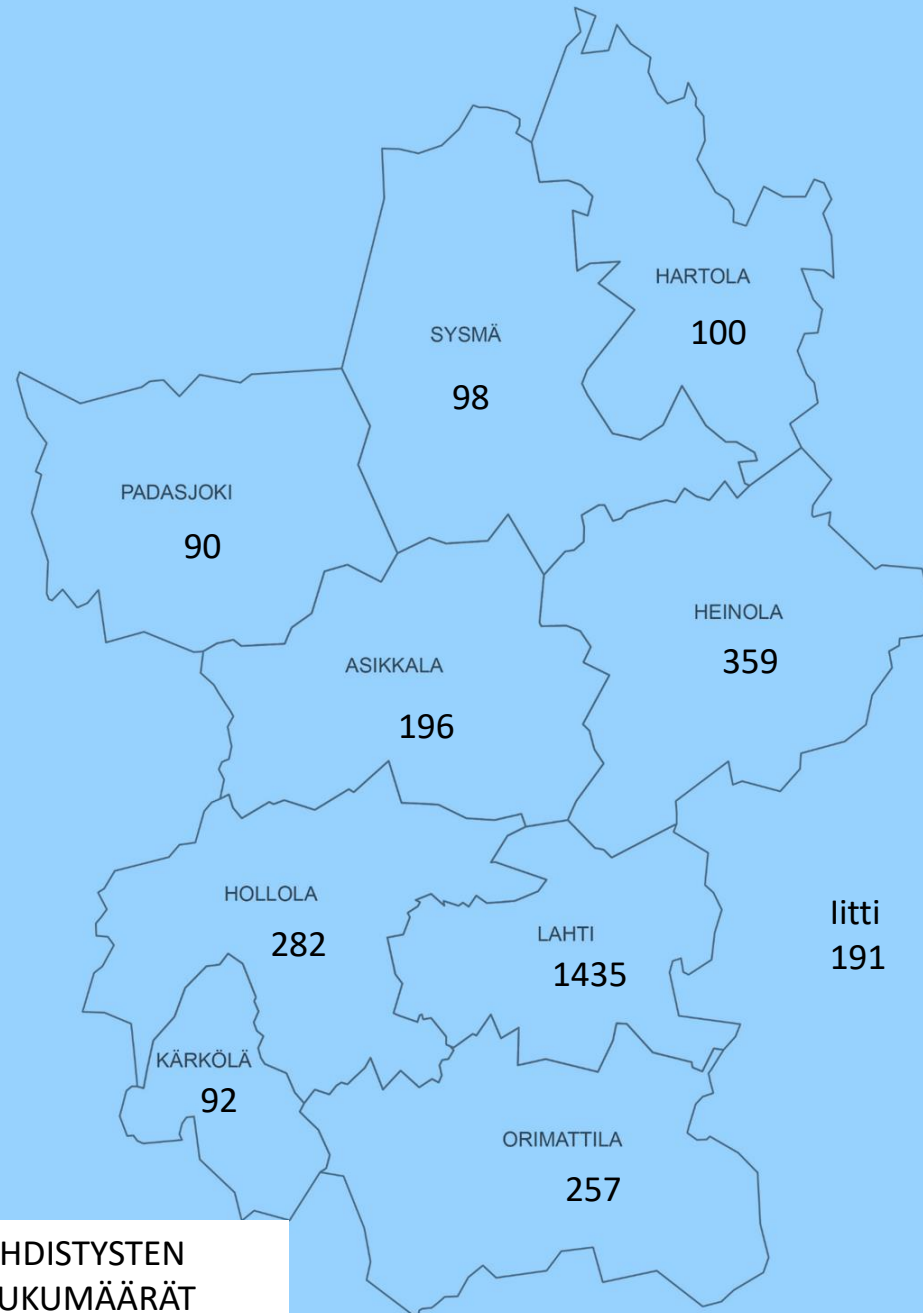 HARTOLA
100
SYSMÄ
98
PADASJOKI
90
HEINOLA
359
ASIKKALA
196
HOLLOLA
282
LAHTI
1435
Iitti
191
KÄRKÖLÄ
92
ORIMATTILA
257
HDISTYSTEN
UKUMÄÄRÄT